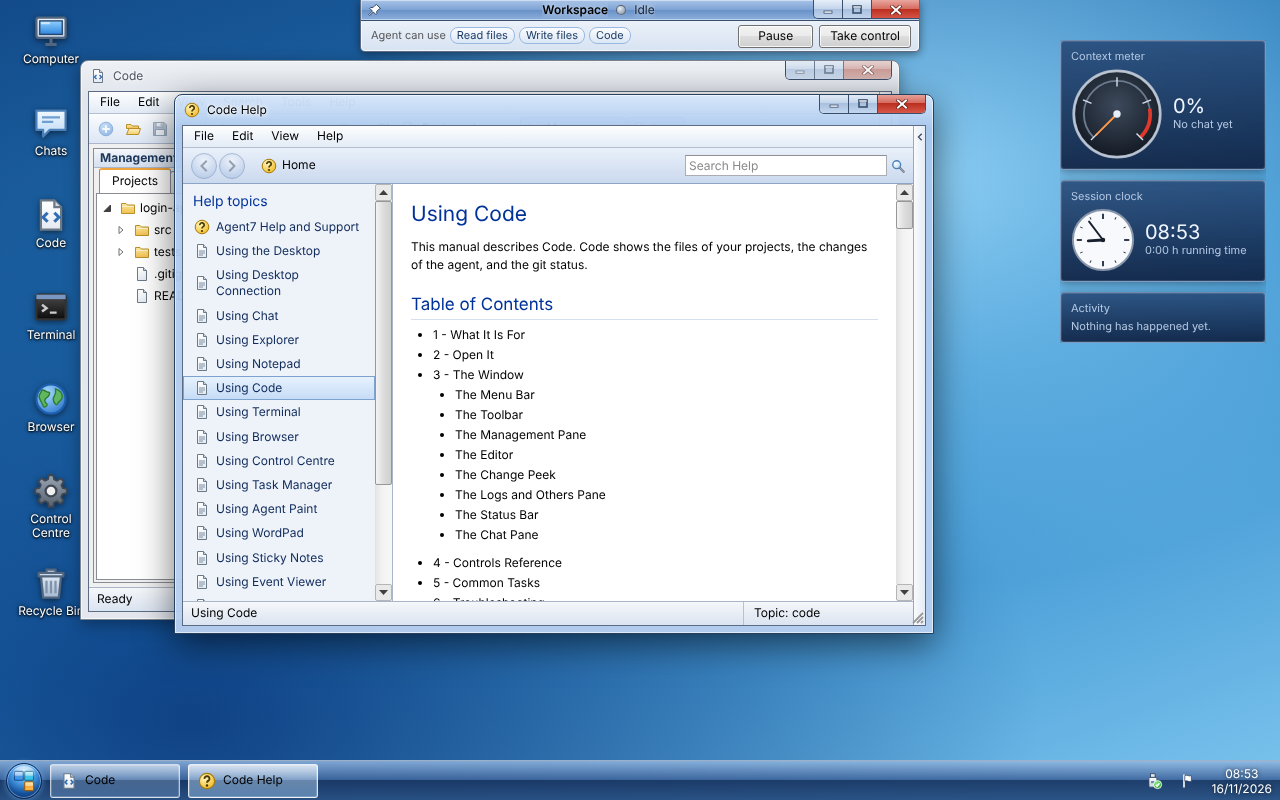 Workspace
Idle
Agent can use
Read files
Write files
Code
Pause
Take control
Computer
Chats
Code
Terminal
Browser
Control
Centre
Recycle Bin
Code
File
Edit
Management
Projects
login-
src
test
.giti
REA
Ready
Code Help
File
Edit
View
Help
Home
Search Help
Help topics
Agent7 Help and Support
Using the Desktop
Using Desktop
Connection
Using Chat
Using Explorer
Using Notepad
Using Code
Using Terminal
Using Browser
Using Control Centre
Using Task Manager
Using Agent Paint
Using WordPad
Using Sticky Notes
Using Event Viewer
Using Code
This manual describes Code. Code shows the files of your projects, the changes
of the agent, and the git status.
Table of Contents
1 - What It Is For
2 - Open It
3 - The Window
The Menu Bar
The Toolbar
The Management Pane
The Editor
The Change Peek
The Logs and Others Pane
The Status Bar
The Chat Pane
4 - Controls Reference
5 - Common Tasks
6 - Troubleshooting
Using Code
Topic: code
Context meter
0%
No chat yet
Session clock
08:53
0:00 h running time
Activity
Nothing has happened yet.
Code
Code Help
08:53
16/11/2026